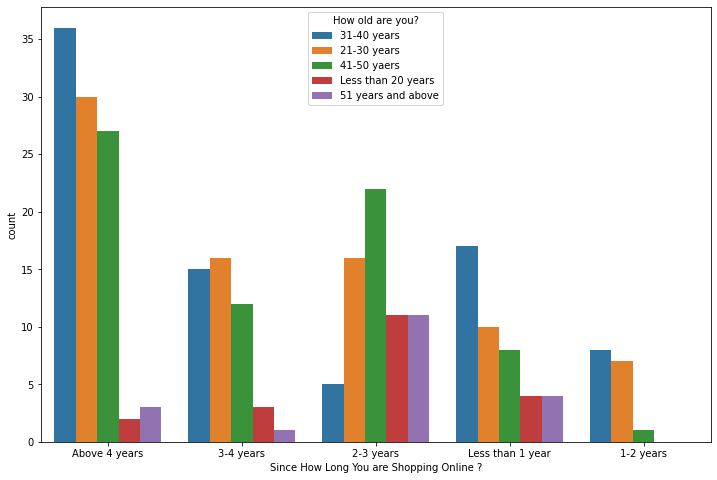 How old are you?
31-40 years
21-30 years
41-50 yaers
Less than 20 years
51 years and above
35
30
25
20
15
10
5
0
count
Above 4 years
3-4 years
2-3 years
Less than 1 year
1-2 years
Since How Long You are Shopping Online ?